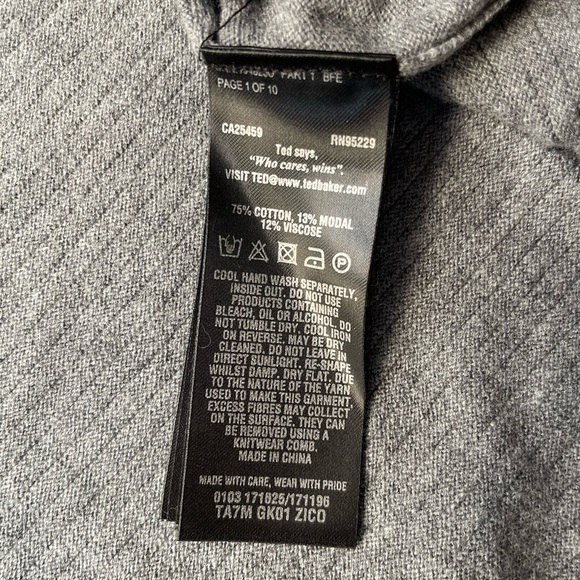 PART 1 BFE
PAGE 1 OF 10
CA25459 RN95229
Ted says,
"Who cares, wins".
VISIT TED@www.tedbaker.com
75% COTTON, 13% MODAL
12% VISCOSE
P
COOL HAND WASH SEPARATELY,
INSIDE OUT. DO NOT USE
PRODUCTS CONTAINING
BLEACH, OIL OR ALCOHOL. DO
NOT TUMBLE DRY. COOL IRON
ON REVERSE. MAY BE DRY
CLEANED. DO NOT LEAVE IN
DIRECT SUNLIGHT. RE-SHAPE
WHILST DAMP. DRY FLAT. DUE
TO THE NATURE OF THE YARN
USED TO MAKE THIS GARMENT,
EXCESS FIBRES MAY COLLECT
ON THE SURFACE. THEY CAN
BE REMOVED USING A
KNITWEAR COMB.
MADE IN CHINA
MADE WITH CARE, WEAR WITH PRIDE
0103 171625/171196
TA7M GK01 ZICO